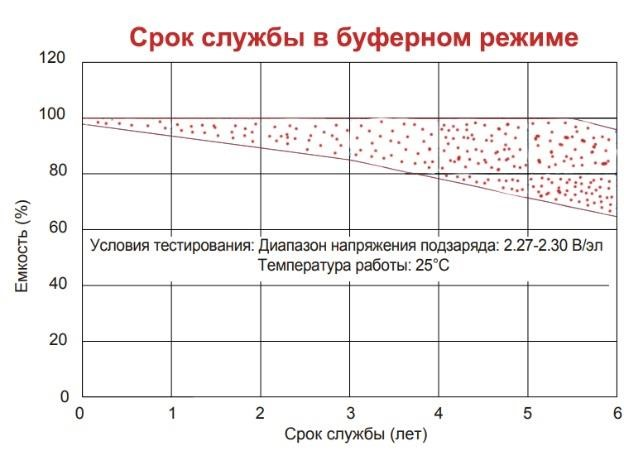 Срок службы в буферном режиме
120
100
80
60
40
20
0
Емкость (%)
Условия тестирования: Диапазон напряжения подзаряда: 2.27-2.30 В/эл
Температура работы: 25°C
0 1 2 3 4 5 6
Срок службы (лет)